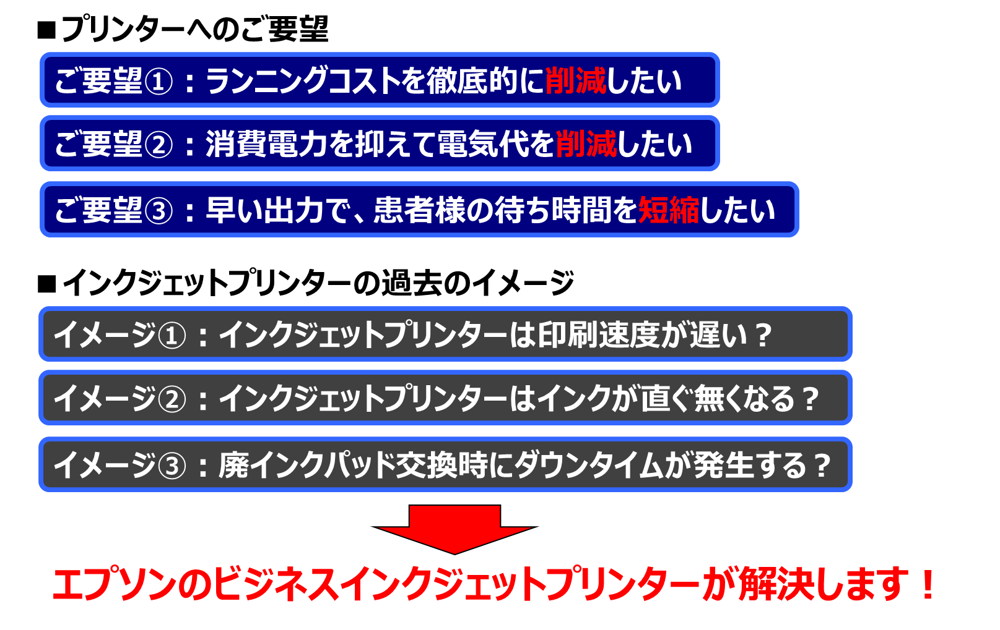 ■プリンターへのご要望
ご要望①：ランニングコストを徹底的に削減したい
ご要望②：消費電力を抑えて電気代を削減したい
ご要望③：早い出力で、患者様の待ち時間を短縮したい
■インクジェットプリンターの過去のイメージ
イメージ①：インクジェットプリンターは印刷速度が遅い？
イメージ②：インクジェットプリンターはインクが直ぐ無くなる？
イメージ③：廃インクパッド交換時にダウンタイムが発生する？
エプソンのビジネスインクジェットプリンターが解決します！